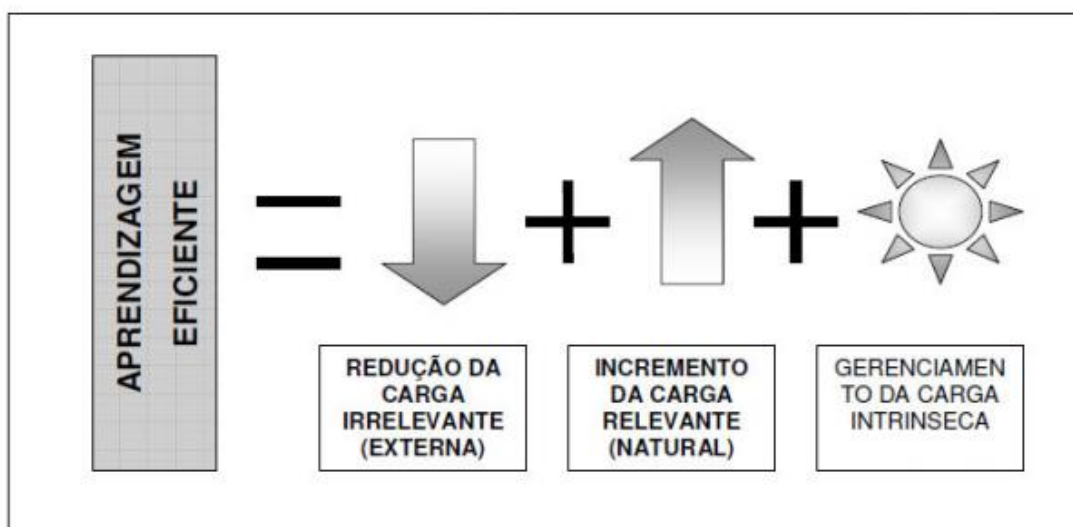 APRENDIZAGEM
EFICIENTE
REDUÇÃO DA
CARGA
IRRELEVANTE
(EXTERNA)
INCREMENTO
DA CARGA
RELEVANTE
(NATURAL)
GERENCIAMEN
TO DA CARGA
INTRINSECA